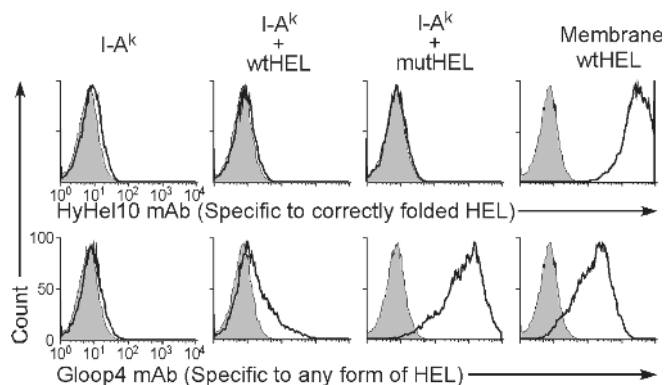 I-Aᵏ
I-Aᵏ + wtHEL
I-Aᵏ + mutHEL
Membrane wtHEL
10⁰ 10¹ 10² 10³ 10⁴
HyHel10 mAb (Specific to correctly folded HEL)
Count
100
50
0
10⁰ 10¹ 10² 10³ 10⁴
Gloop4 mAb (Specific to any form of HEL)